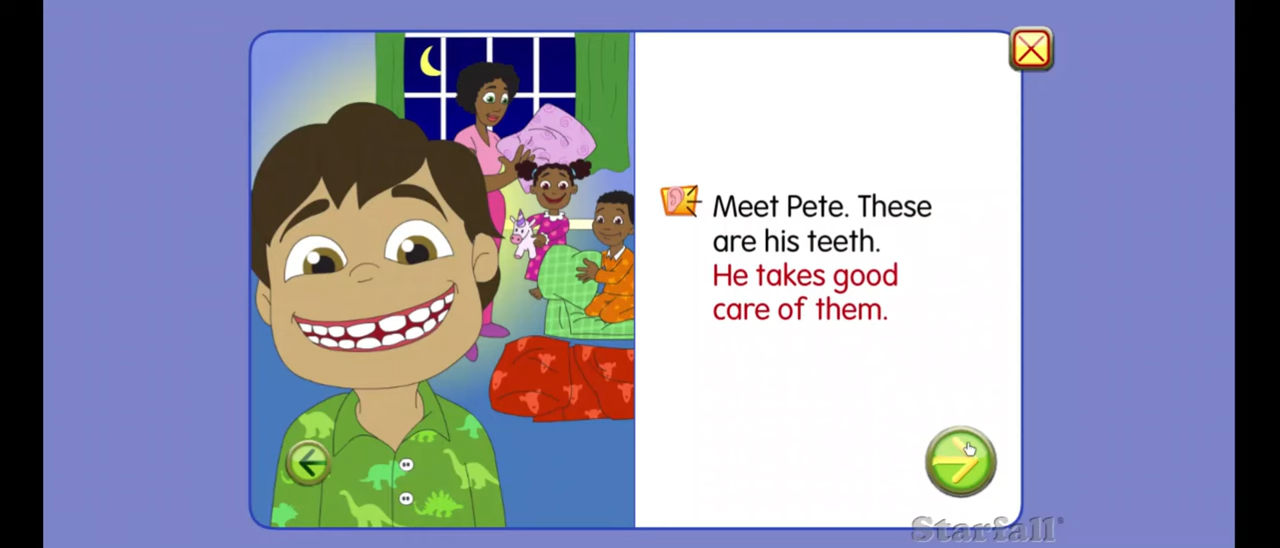 Meet Pete. These
are his teeth.
He takes good
care of them.
Starfall®